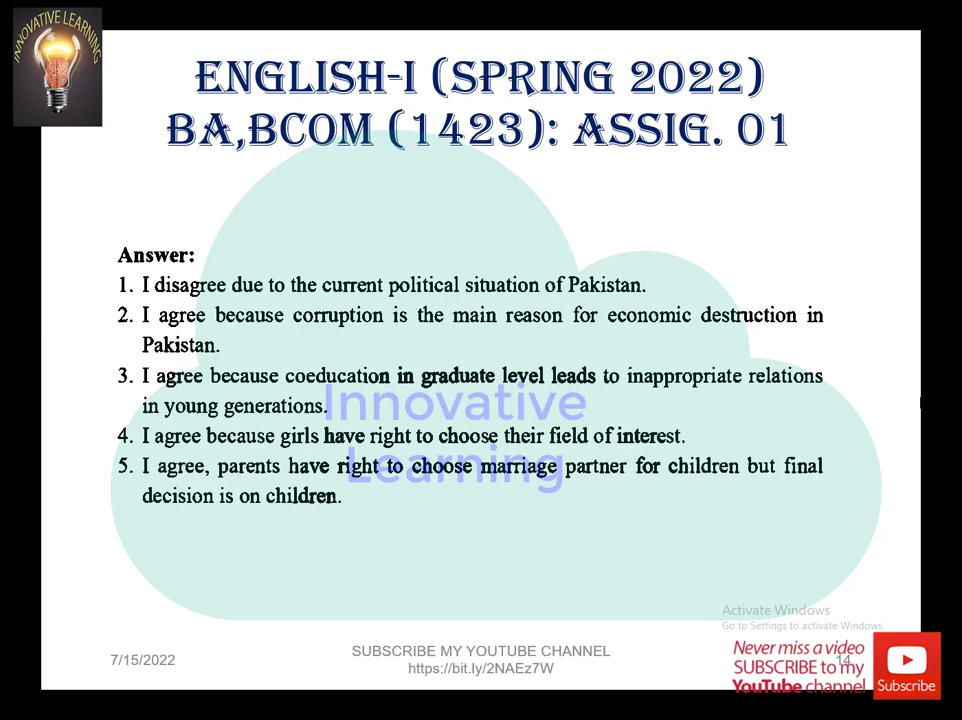 INNOVATIVE LEARNING
ENGLISH-I (SPRING 2022)
BA,BCOM (1423): ASSIG. 01
Answer:
1. I disagree due to the current political situation of Pakistan.
2. I agree because corruption is the main reason for economic destruction in
Pakistan.
3. I agree because coeducation in graduate level leads to inappropriate relations
in young generations.
Innovative
4. I agree because girls have right to choose their field of interest.
5. I agree, parents have right to choose marriage partner for children but final
Learning
decision is on children.
Activate Windows
Go to Settings to activate Windows.
7/15/2022
SUBSCRIBE MY YOUTUBE CHANNEL
https://bit.ly/2NAEz7W
14
Never miss a video
SUBSCRIBE to my
YouTube channel
Subscribe